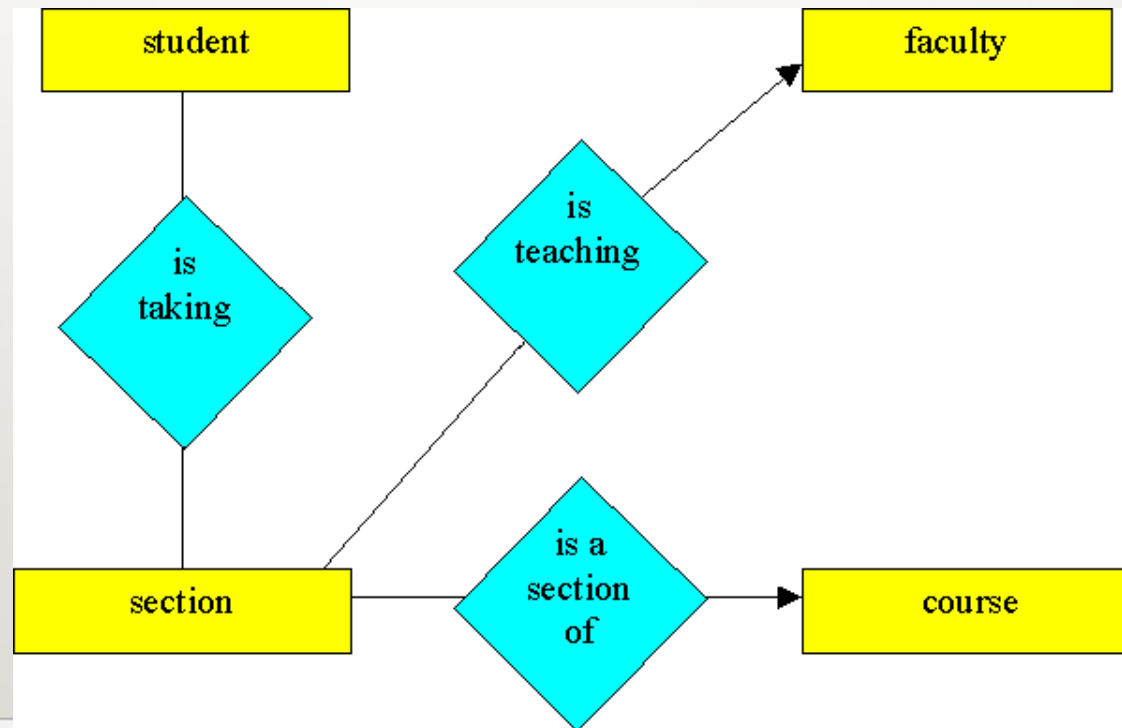 student
faculty
is
teaching
is
taking
section
is a
section
of
course